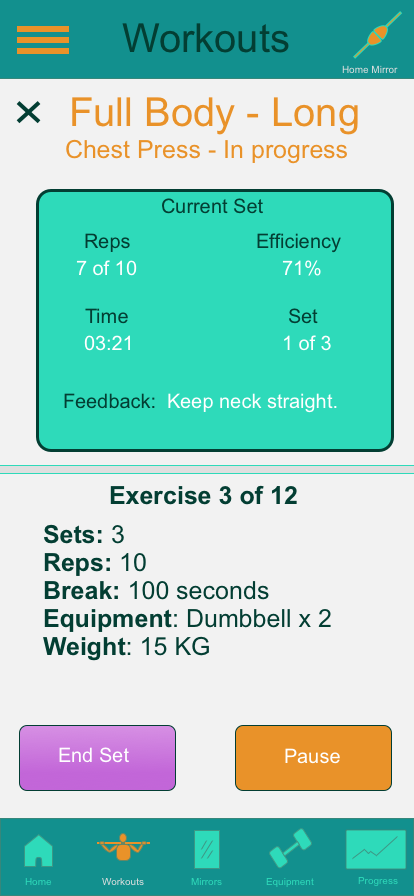 Workouts
Home Mirror
Full Body - Long
Chest Press - In progress
Current Set
Reps Efficiency
7 of 10 71%
Time Set
03:21 1 of 3
Feedback: Keep neck straight.
Exercise 3 of 12
Sets: 3
Reps: 10
Break: 100 seconds
Equipment: Dumbbell x 2
Weight: 15 KG
End Set Pause
Home Workouts Mirrors Equipment Progress